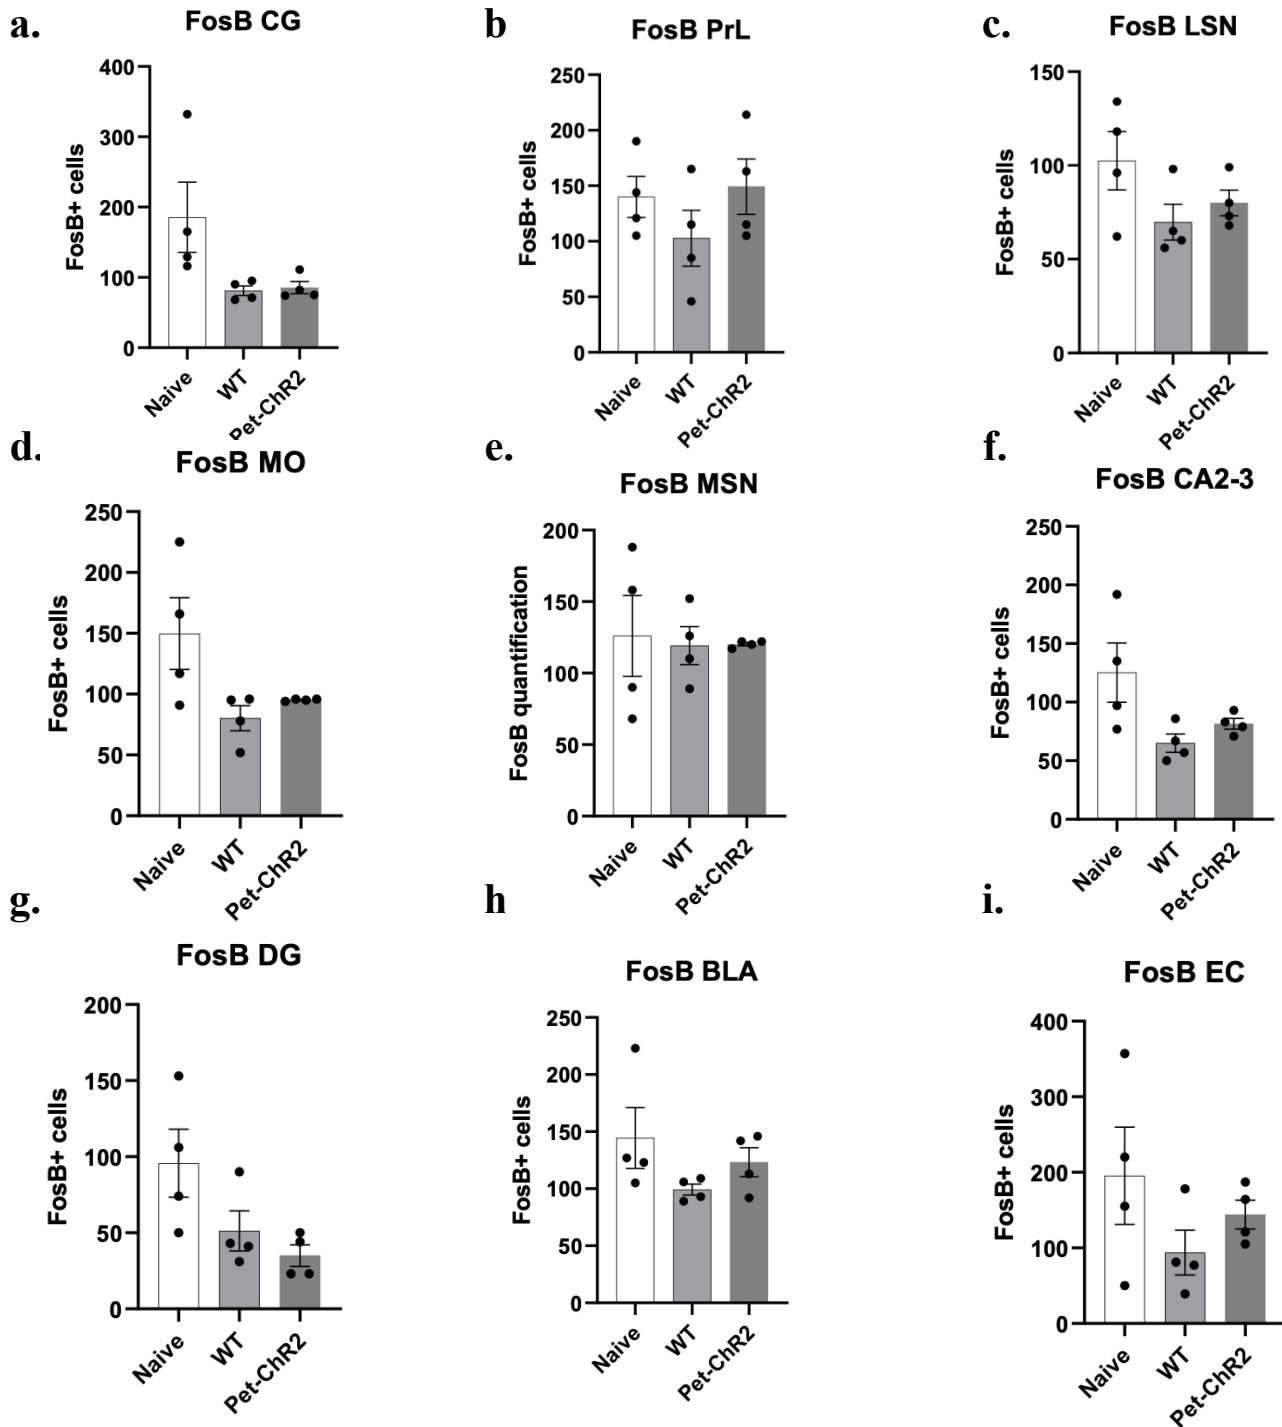 a.
FosB CG
400
300
200
100
0
FosB+ cells
Naive
WT
Pet-ChR2
b
FosB PrL
250
200
150
100
50
0
FosB+ cells
Naive
WT
Pet-ChR2
c.
FosB LSN
150
100
50
0
FosB+ cells
Naive
WT
Pet-ChR2
d.
FosB MO
250
200
150
100
50
0
FosB+ cells
Naive
WT
Pet-ChR2
e.
FosB MSN
200
150
100
50
0
FosB quantification
Naive
WT
Pet-ChR2
f.
FosB CA2-3
250
200
150
100
50
0
FosB+ cells
Naive
WT
Pet-ChR2
g.
FosB DG
200
150
100
50
0
FosB+ cells
Naive
WT
Pet-ChR2
h
FosB BLA
250
200
150
100
50
0
FosB+ cells
Naive
WT
Pet-ChR2
i.
FosB EC
400
300
200
100
0
FosB+ cells
Naive
WT
Pet-ChR2